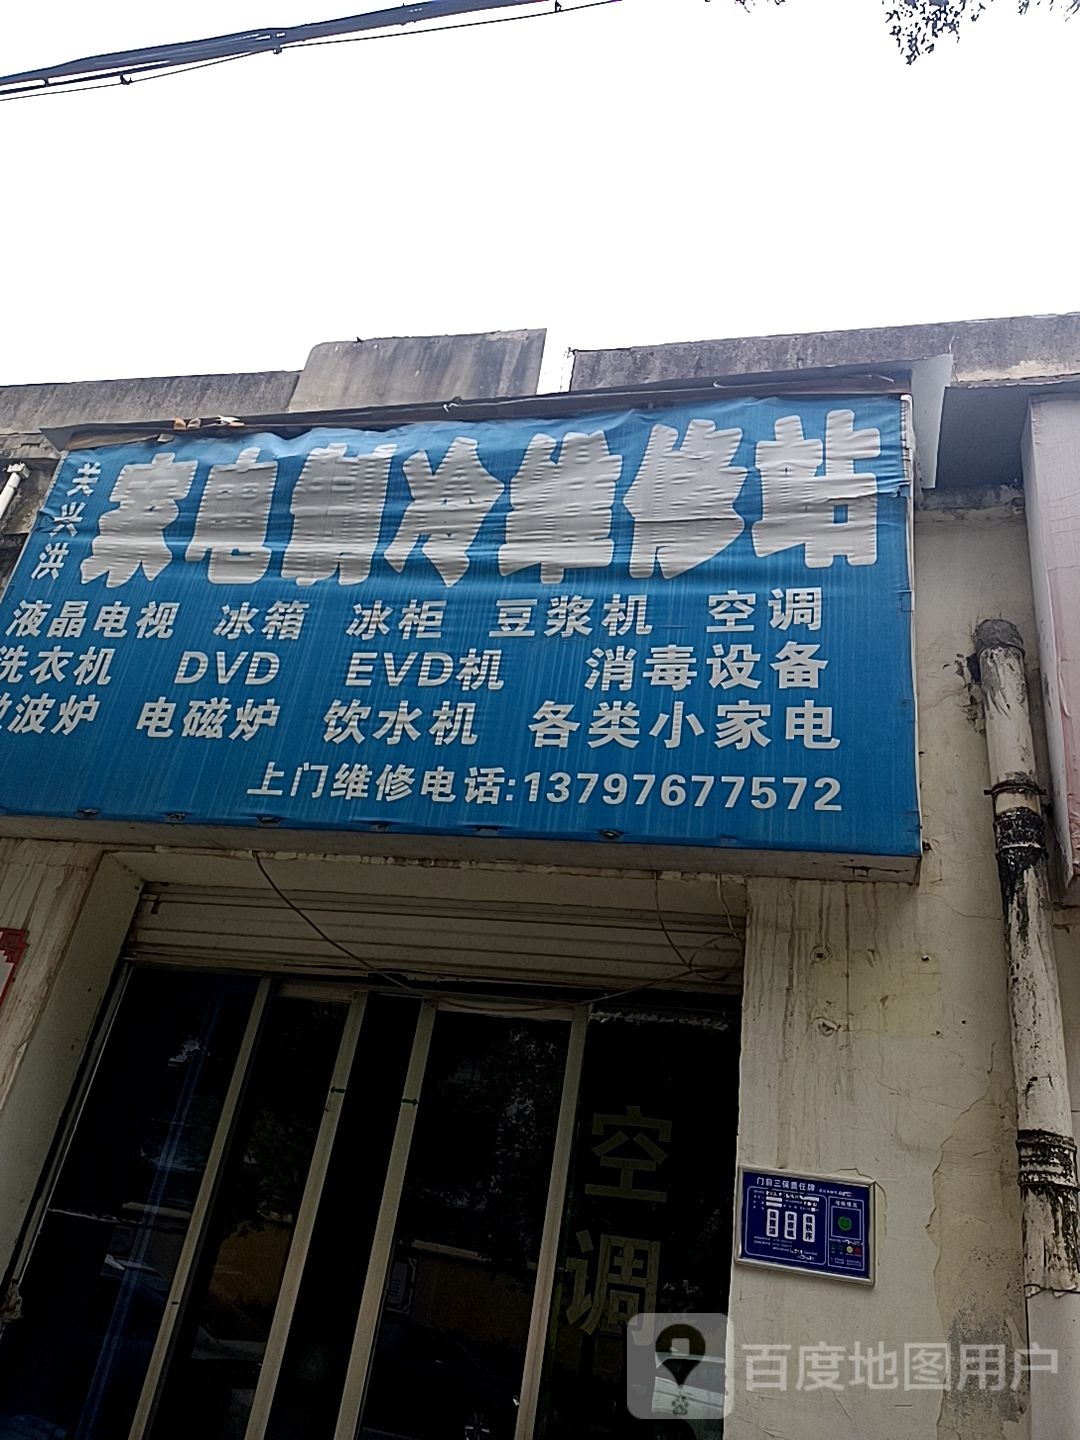 关兴洪
家电制冷维修站
液晶电视 冰箱 冰柜 豆浆机 空调
洗衣机 DVD EVD机 消毒设备
微波炉 电磁炉 饮水机 各类小家电
上门维修电话:13797677572
空调
门前三保责任牌
百度地图用户